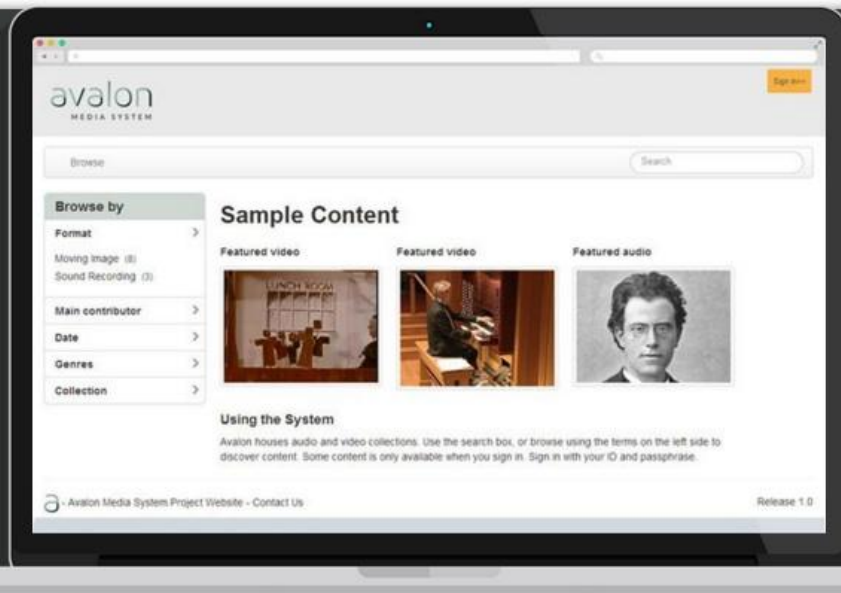 avalon
MEDIA SYSTEM
Browse
Search
Browse by
Format
Moving Image (8)
Sound Recording (3)
Main contributor
Date
Genres
Collection
Sample Content
Featured video
Featured video
Featured audio
LUNCH ROOM
Using the System
Avalon houses audio and video collections. Use the search box, or browse using the terms on the left side to
discover content. Some content is only available when you sign in. Sign in with your ID and passphrase.
a - Avalon Media System Project Website - Contact Us
Release 1.0